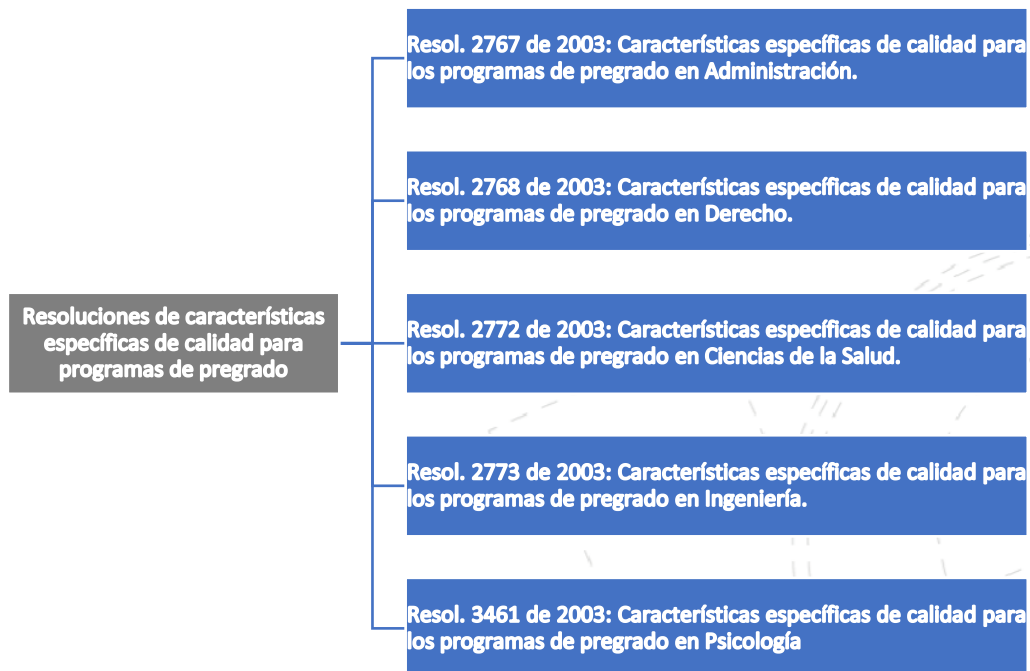 Resol. 2767 de 2003: Características específicas de calidad para
los programas de pregrado en Administración.
Resol. 2768 de 2003: Características específicas de calidad para
los programas de pregrado en Derecho.
Resoluciones de características
específicas de calidad para
programas de pregrado
Resol. 2772 de 2003: Características específicas de calidad para
los programas de pregrado en Ciencias de la Salud.
Resol. 2773 de 2003: Características específicas de calidad para
los programas de pregrado en Ingeniería.
Resol. 3461 de 2003: Características específicas de calidad para
los programas de pregrado en Psicología